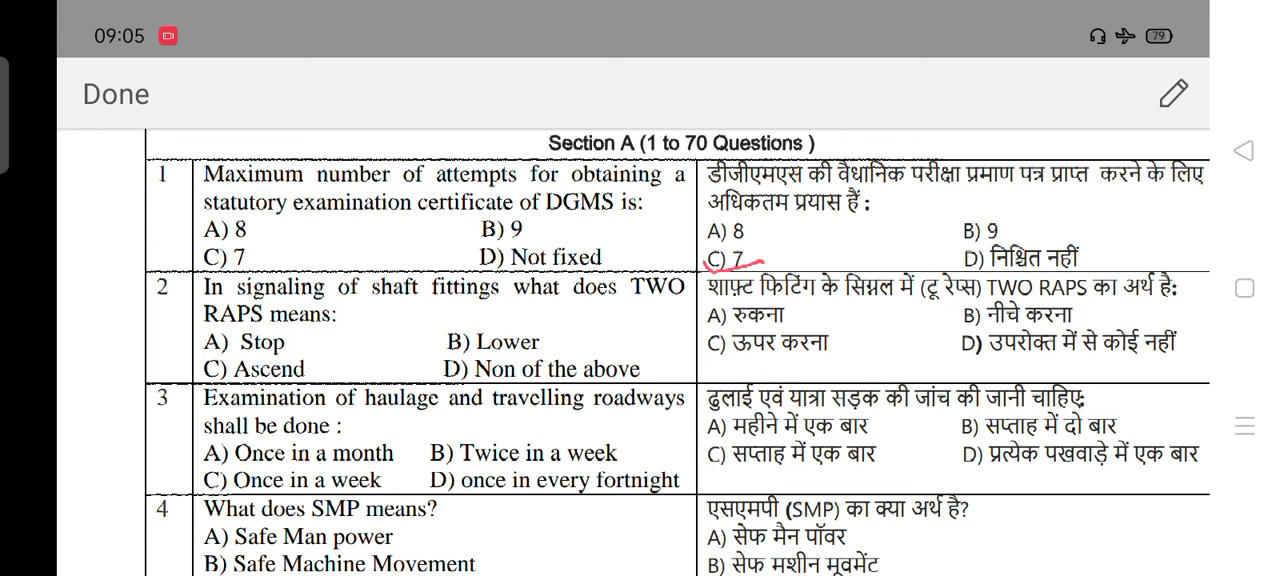 09:05
79
Done
Section A (1 to 70 Questions )
1
Maximum number of attempts for obtaining a
statutory examination certificate of DGMS is:
A) 8 B) 9
C) 7 D) Not fixed
डीजीएमएस की वैधानिक परीक्षा प्रमाण पत्र प्राप्त करने के लिए
अधिकतम प्रयास हैं :
A) 8 B) 9
C) 7 D) निश्चित नहीं
2
In signaling of shaft fittings what does TWO
RAPS means:
A) Stop B) Lower
C) Ascend D) Non of the above
शाफ़्ट फिटिंग के सिग्नल में (टू रेप्स) TWO RAPS का अर्थ है:
A) रुकना B) नीचे करना
C) ऊपर करना D) उपरोक्त में से कोई नहीं
3
Examination of haulage and travelling roadways
shall be done :
A) Once in a month B) Twice in a week
C) Once in a week D) once in every fortnight
ढुलाई एवं यात्रा सड़क की जांच की जानी चाहिए:
A) महीने में एक बार B) सप्ताह में दो बार
C) सप्ताह में एक बार D) प्रत्येक पखवाड़े में एक बार
4
What does SMP means?
A) Safe Man power
B) Safe Machine Movement
एसएमपी (SMP) का क्या अर्थ है?
A) सेफ मैन पॉवर
B) सेफ मशीन मूवमेंट